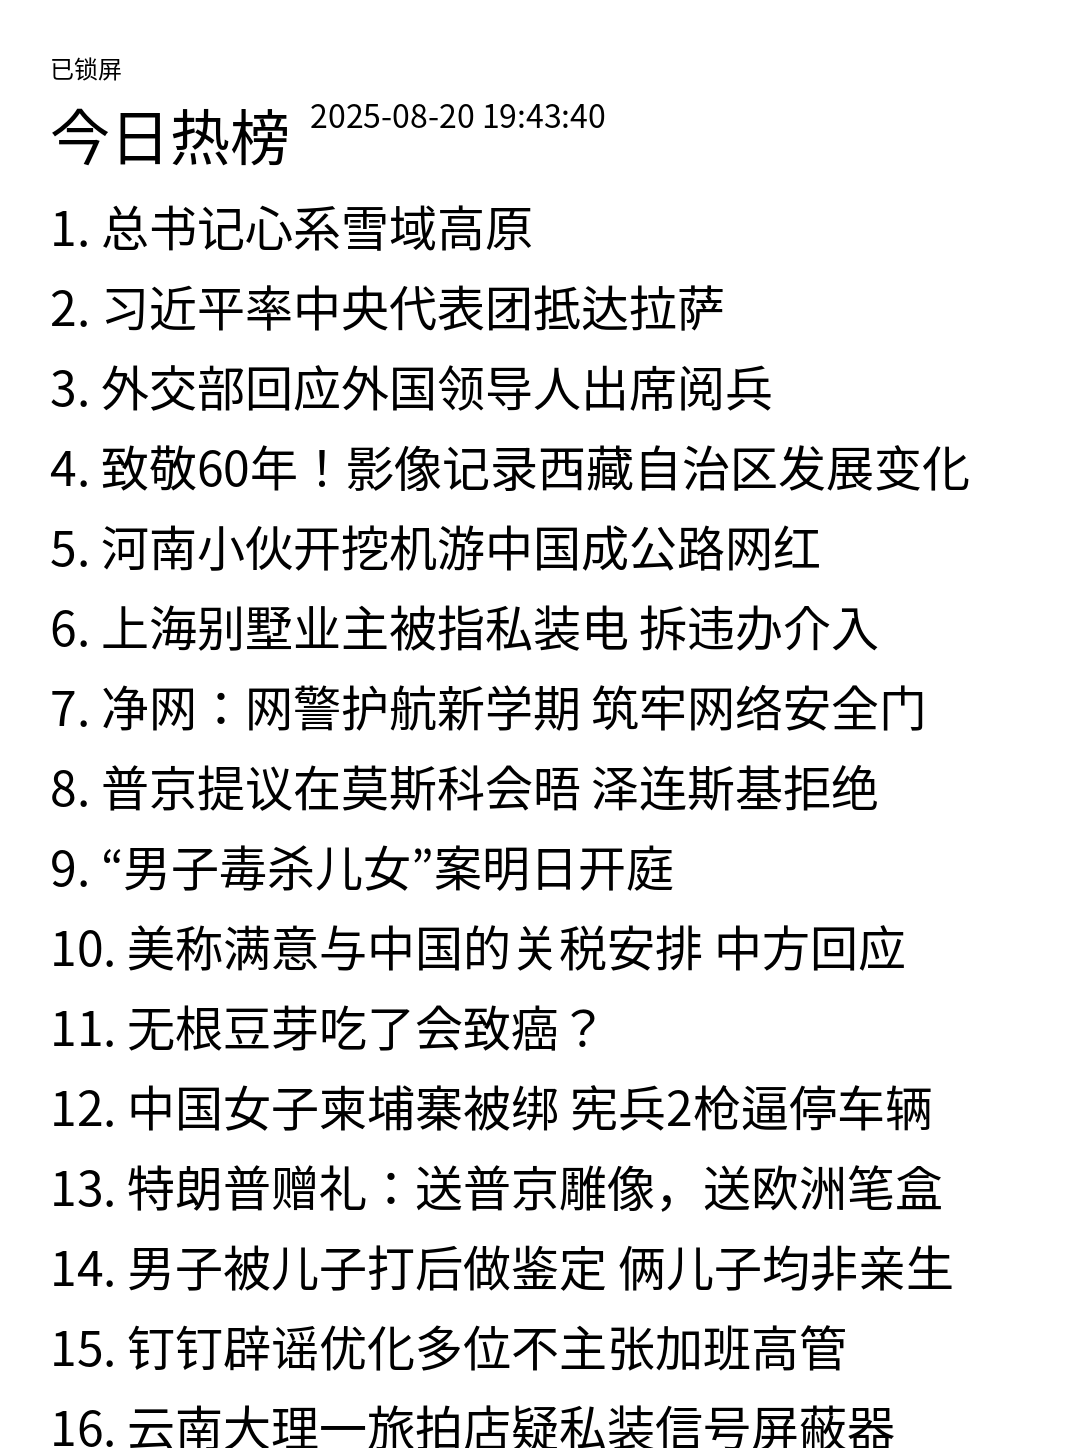 已锁屏
今日热榜 2025-08-20 19:43:40
1. 总书记心系雪域高原
2. 习近平率中央代表团抵达拉萨
3. 外交部回应外国领导人出席阅兵
4. 致敬60年！影像记录西藏自治区发展变化
5. 河南小伙开挖机游中国成公路网红
6. 上海别墅业主被指私装电 拆违办介入
7. 净网：网警护航新学期 筑牢网络安全门
8. 普京提议在莫斯科会晤 泽连斯基拒绝
9. “男子毒杀儿女”案明日开庭
10. 美称满意与中国的关税安排 中方回应
11. 无根豆芽吃了会致癌？
12. 中国女子柬埔寨被绑 宪兵2枪逼停车辆
13. 特朗普赠礼：送普京雕像，送欧洲笔盒
14. 男子被儿子打后做鉴定 俩儿子均非亲生
15. 钉钉辟谣优化多位不主张加班高管
16. 云南大理一旅拍店疑私装信号屏蔽器